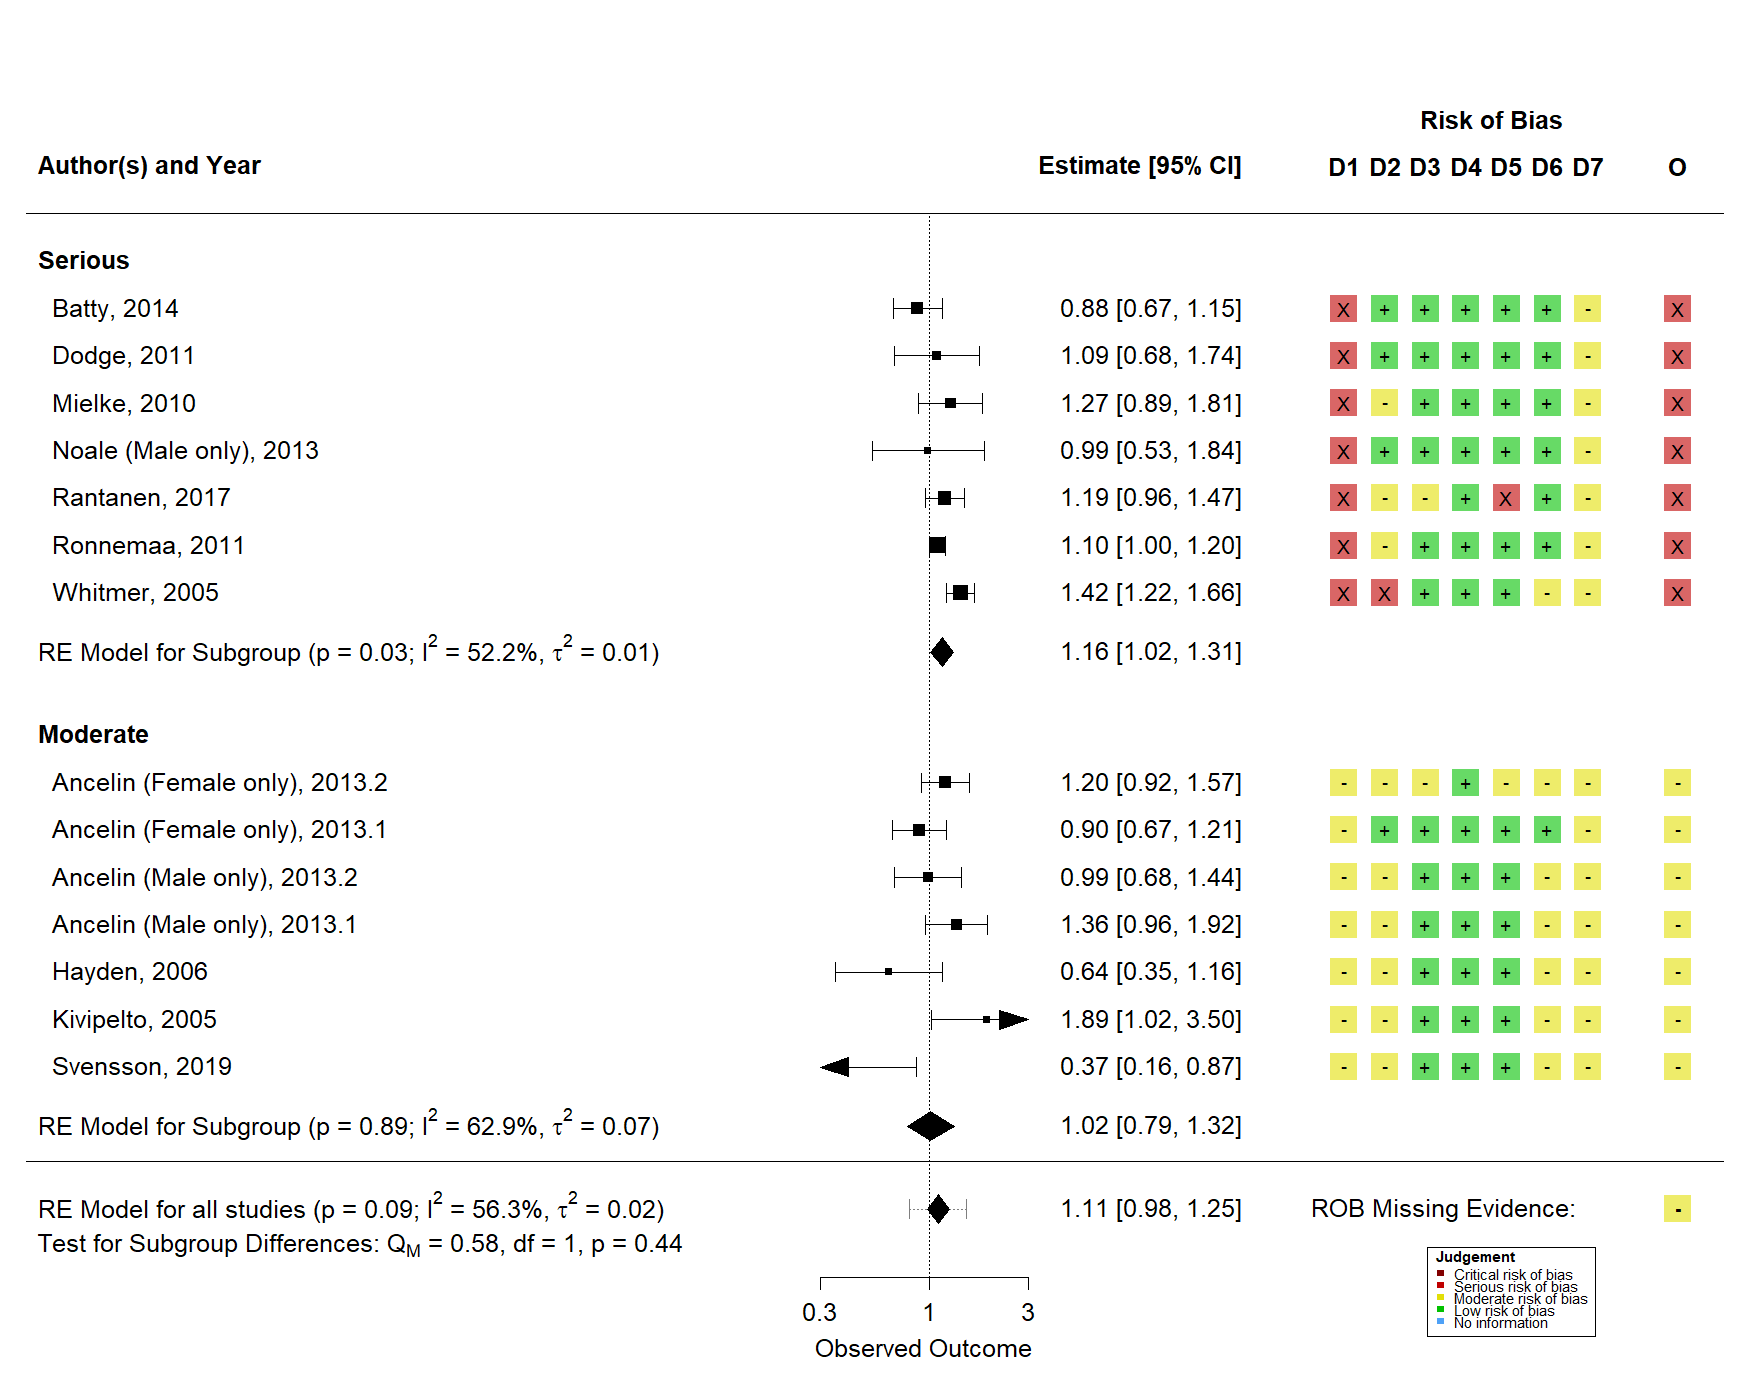 Risk of Bias
Author(s) and Year Estimate [95% CI] D1 D2 D3 D4 D5 D6 D7 O
Serious
Batty, 2014 0.88 [0.67, 1.15] X + + + + + - X
Dodge, 2011 1.09 [0.68, 1.74] X + + + + + - X
Mielke, 2010 1.27 [0.89, 1.81] X - + + + + - X
Noale (Male only), 2013 0.99 [0.53, 1.84] X + + + + + - X
Rantanen, 2017 1.19 [0.96, 1.47] X - - + X + - X
Ronnemaa, 2011 1.10 [1.00, 1.20] X - + + + + - X
Whitmer, 2005 1.42 [1.22, 1.66] X X + + + - - X
RE Model for Subgroup (p = 0.03; I² = 52.2%, τ² = 0.01) 1.16 [1.02, 1.31]
Moderate
Ancelin (Female only), 2013.2 1.20 [0.92, 1.57] - - - + - - - -
Ancelin (Female only), 2013.1 0.90 [0.67, 1.21] - + + + + + - -
Ancelin (Male only), 2013.2 0.99 [0.68, 1.44] - - + + + - - -
Ancelin (Male only), 2013.1 1.36 [0.96, 1.92] - - + + + - - -
Hayden, 2006 0.64 [0.35, 1.16] - - + + + - - -
Kivipelto, 2005 1.89 [1.02, 3.50] - - + + + - - -
Svensson, 2019 0.37 [0.16, 0.87] - - + + + - - -
RE Model for Subgroup (p = 0.89; I² = 62.9%, τ² = 0.07) 1.02 [0.79, 1.32]
RE Model for all studies (p = 0.09; I² = 56.3%, τ² = 0.02) 1.11 [0.98, 1.25] ROB Missing Evidence: -
Test for Subgroup Differences: Q_M = 0.58, df = 1, p = 0.44
Judgement
Critical risk of bias
Serious risk of bias
Moderate risk of bias
Low risk of bias
No information
0.3 1 3
Observed Outcome